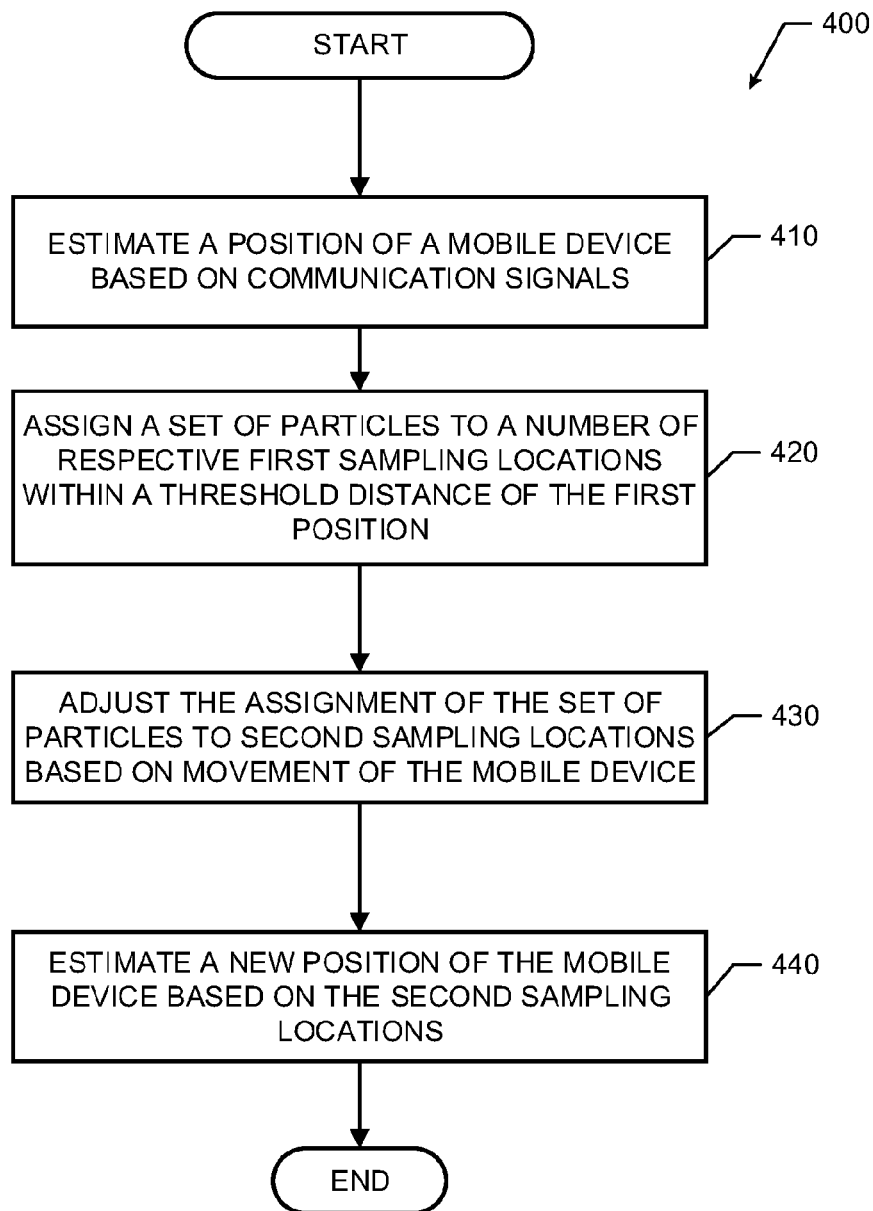 START
400
ESTIMATE A POSITION OF A MOBILE DEVICE
BASED ON COMMUNICATION SIGNALS
410
ASSIGN A SET OF PARTICLES TO A NUMBER OF
RESPECTIVE FIRST SAMPLING LOCATIONS
WITHIN A THRESHOLD DISTANCE OF THE FIRST
POSITION
420
ADJUST THE ASSIGNMENT OF THE SET OF
PARTICLES TO SECOND SAMPLING LOCATIONS
BASED ON MOVEMENT OF THE MOBILE DEVICE
430
ESTIMATE A NEW POSITION OF THE MOBILE
DEVICE BASED ON THE SECOND SAMPLING
LOCATIONS
440
END